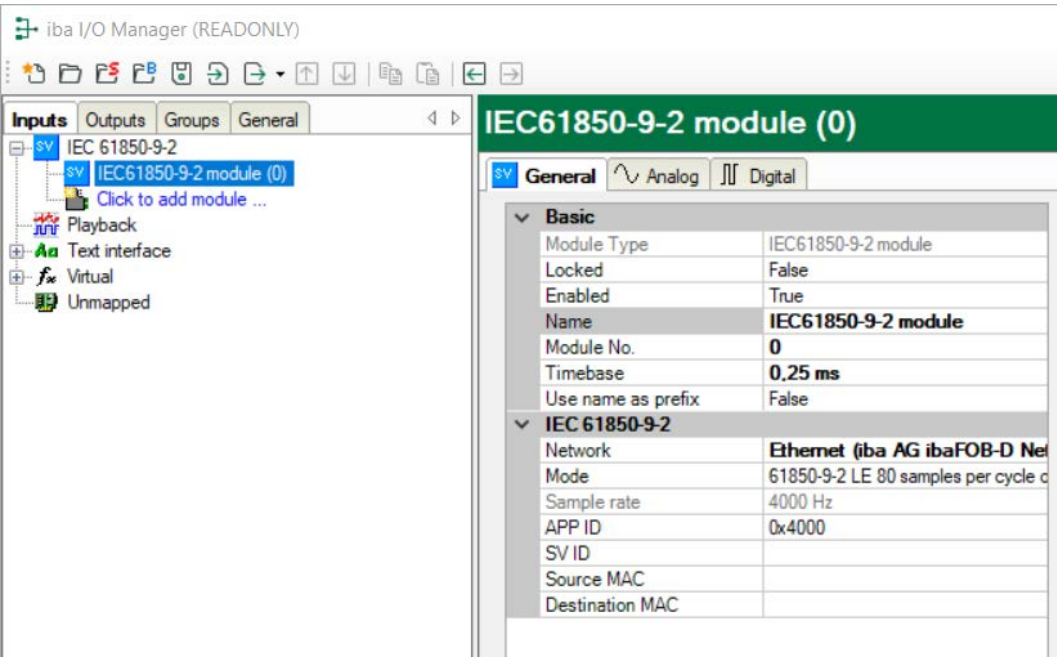 iba I/O Manager (READONLY)
Inputs Outputs Groups General
IEC 61850-9-2
IEC61850-9-2 module (0)
Click to add module ...
Playback
Text interface
Virtual
Unmapped
IEC61850-9-2 module (0)
General Analog Digital
Basic
Module Type IEC61850-9-2 module
Locked False
Enabled True
Name IEC61850-9-2 module
Module No. 0
Timebase 0,25 ms
Use name as prefix False
IEC 61850-9-2
Network Ethernet (iba AG ibaFOB-D Net
Mode 61850-9-2 LE 80 samples per cycle o
Sample rate 4000 Hz
APP ID 0x4000
SV ID
Source MAC
Destination MAC